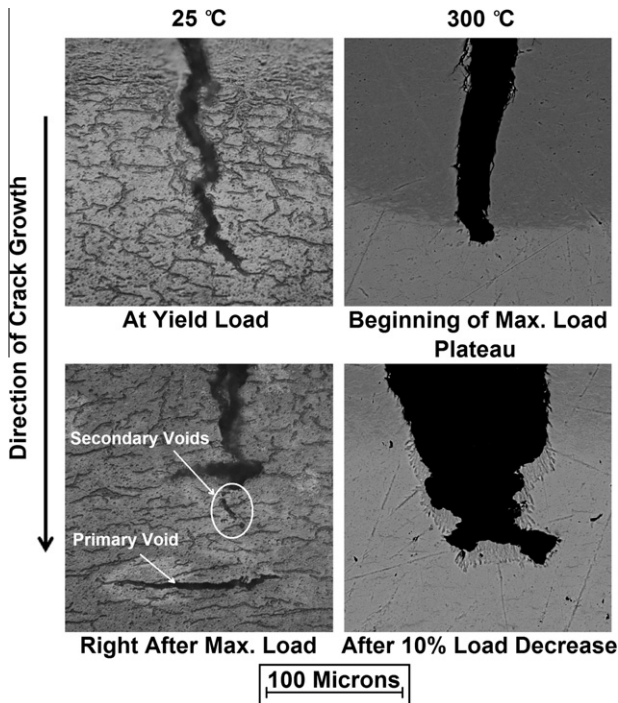 25 °C
300 °C
Direction of Crack Growth
At Yield Load
Beginning of Max. Load
Plateau
Secondary Voids
Primary Void
Right After Max. Load
After 10% Load Decrease
100 Microns